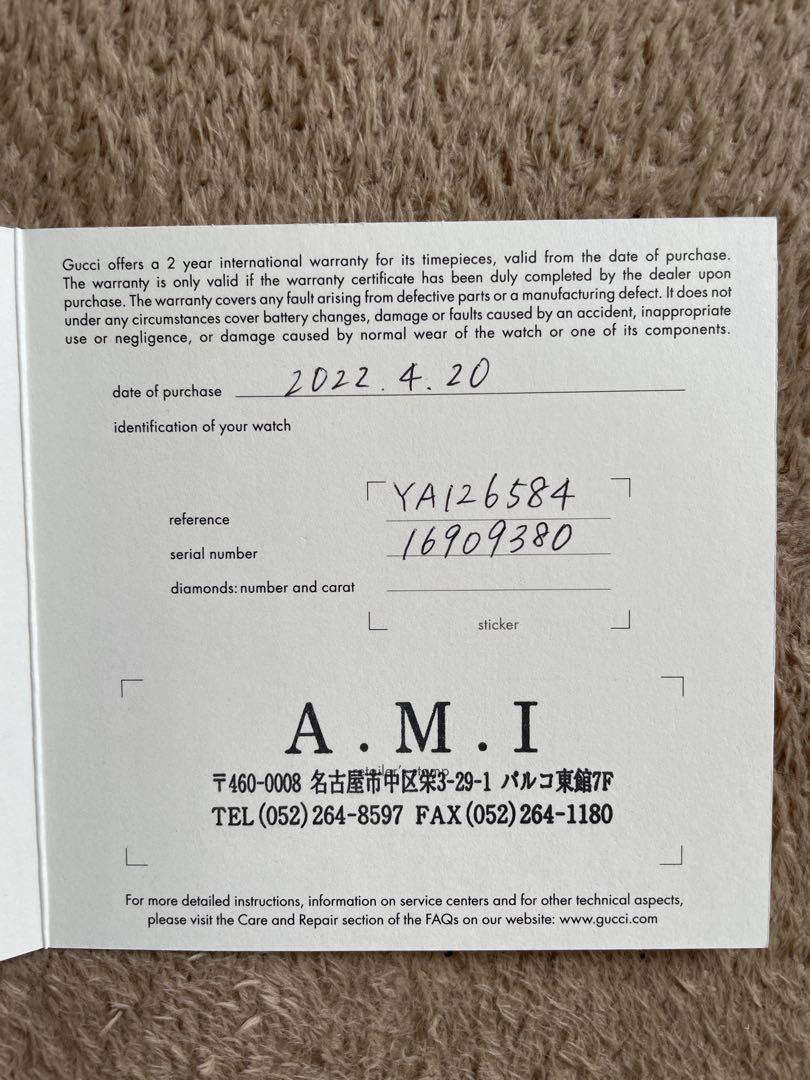 Gucci offers a 2 year international warranty for its timepieces, valid from the date of purchase.
The warranty is only valid if the warranty certificate has been duly completed by the dealer upon
purchase. The warranty covers any fault arising from defective parts or a manufacturing defect. It does not
under any circumstances cover battery changes, damage or faults caused by an accident, inappropriate
use or negligence, or damage caused by normal wear of the watch or one of its components.
date of purchase 2022.4.20
identification of your watch
reference YA126584
serial number 16909380
diamonds: number and carat
sticker
A.M.I
retailer's stamp
〒460-0008 名古屋市中区栄3-29-1 パルコ東館7F
TEL(052)264-8597 FAX(052)264-1180
For more detailed instructions, information on service centers and for other technical aspects,
please visit the Care and Repair section of the FAQs on our website: www.gucci.com